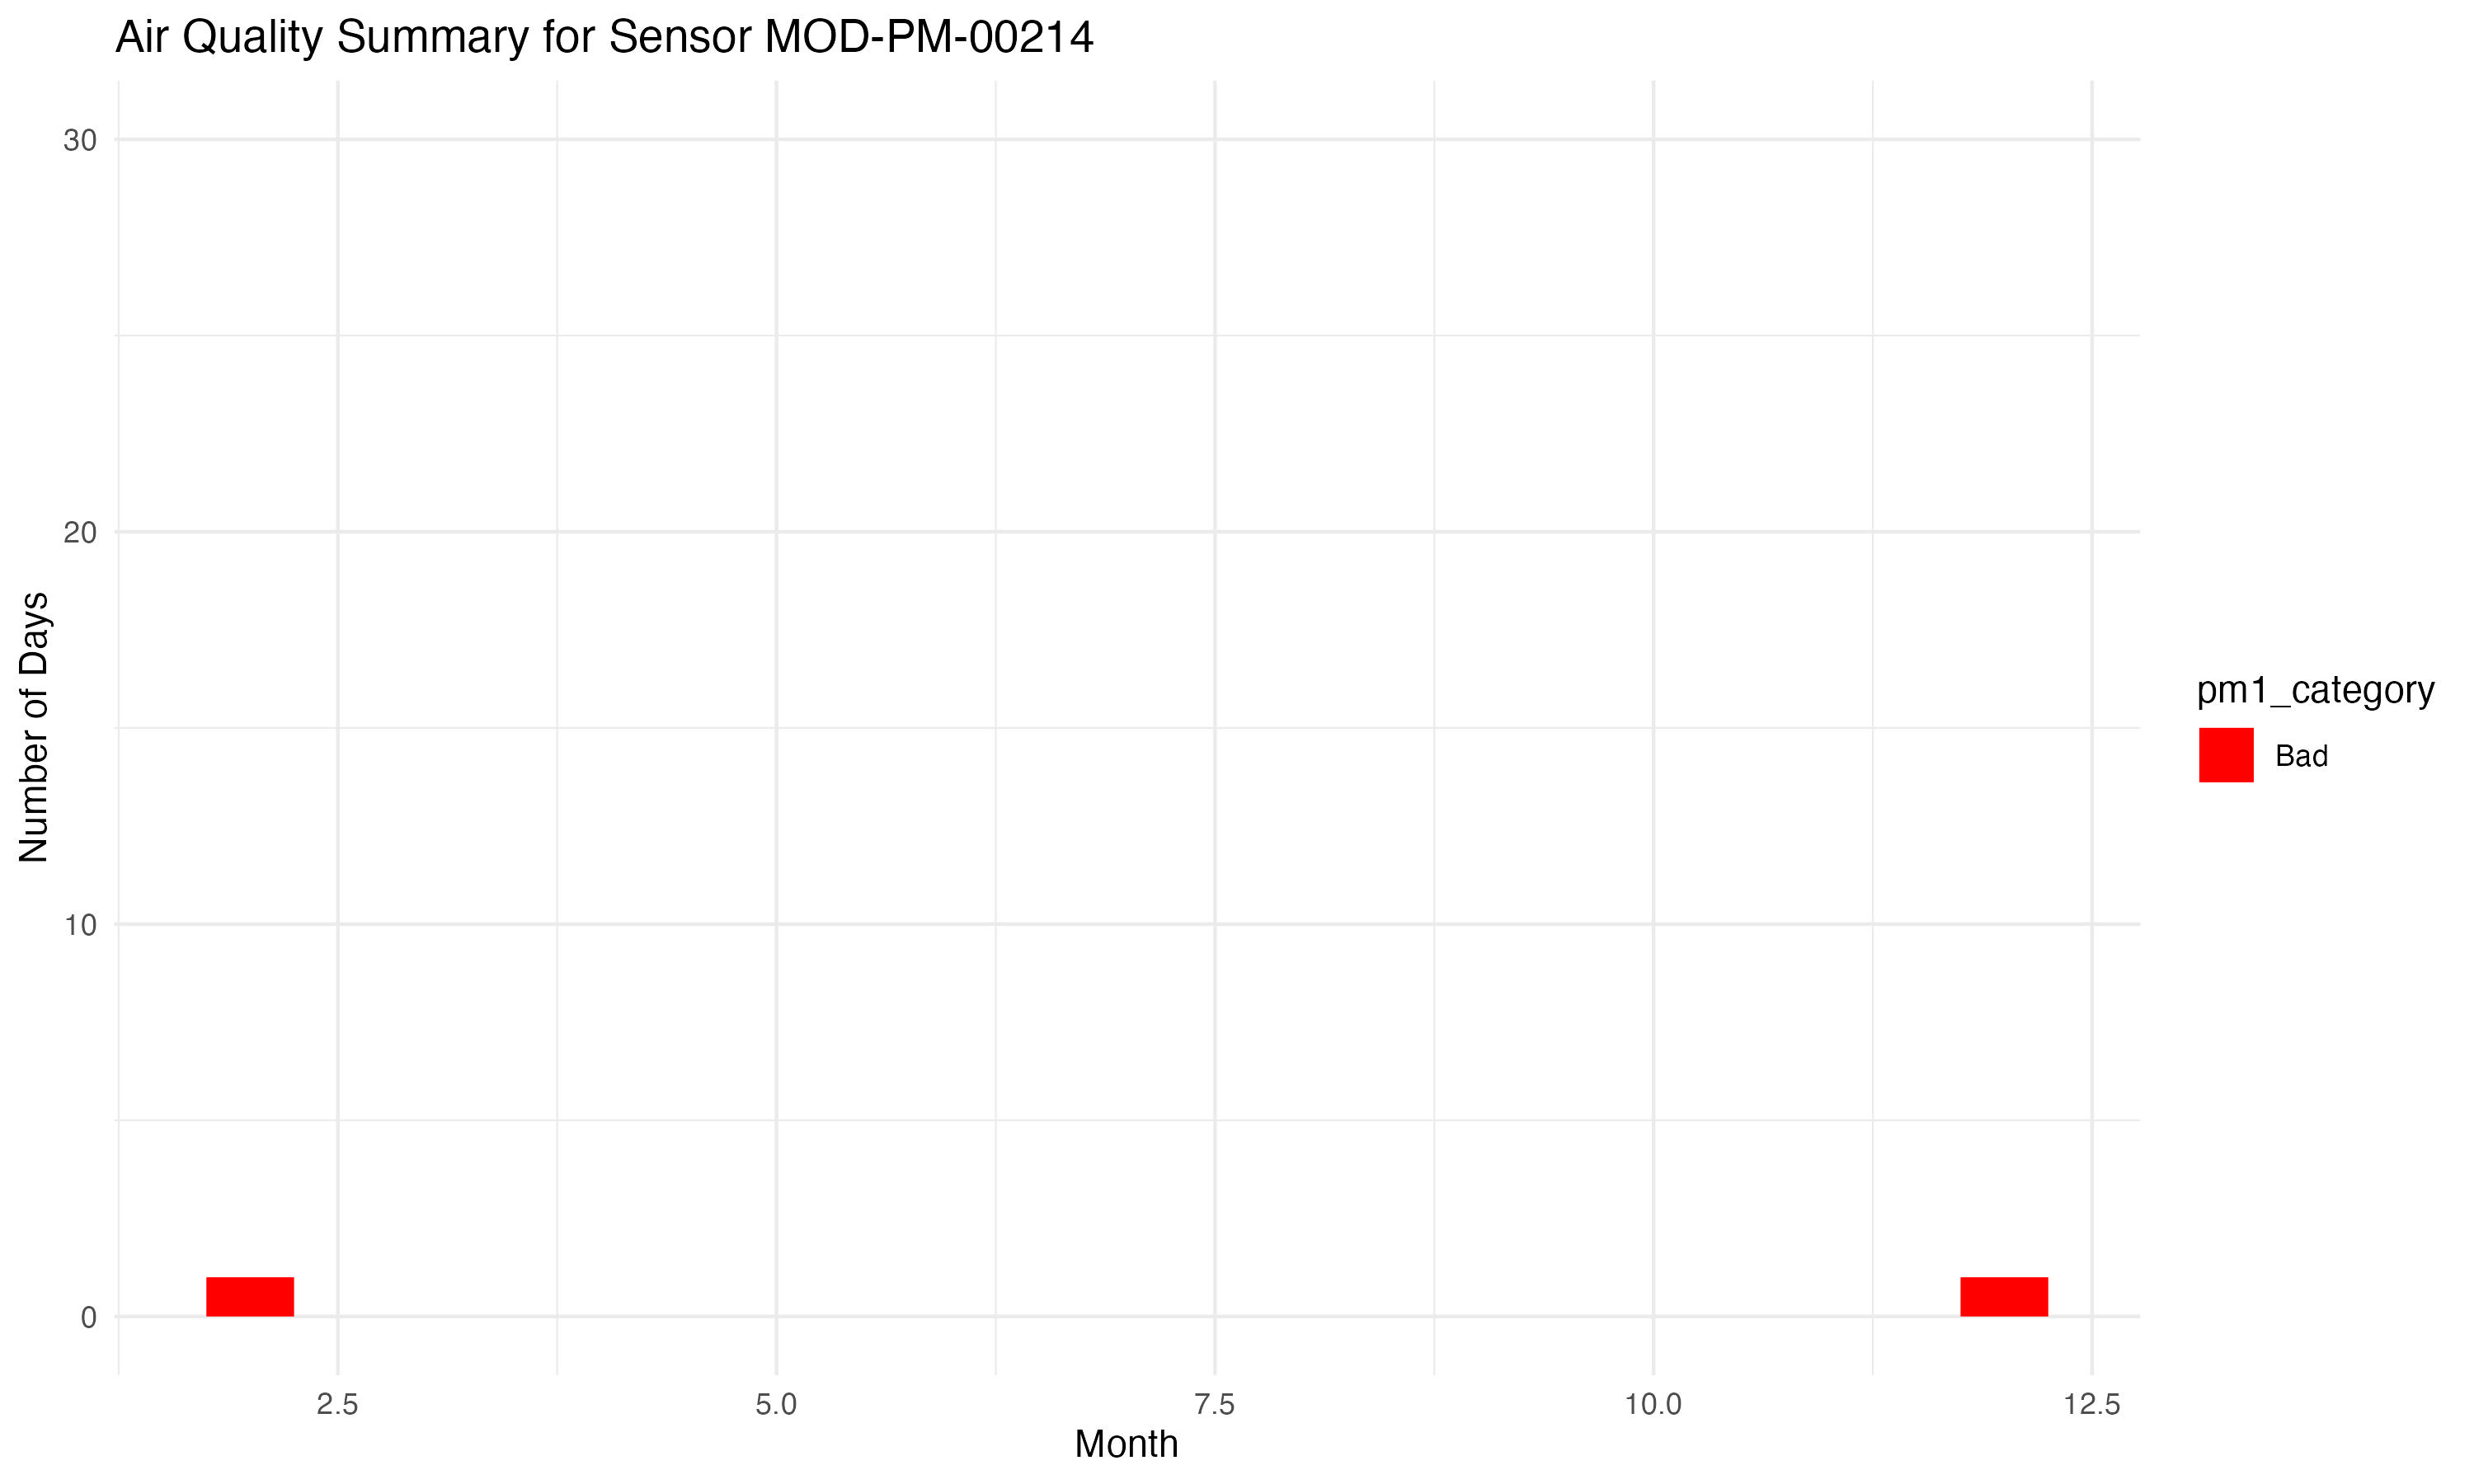 Air Quality Summary for Sensor MOD-PM-00214
30
20
10
0
Number of Days
2.5 5.0 7.5 10.0 12.5
Month
pm1_category
Bad